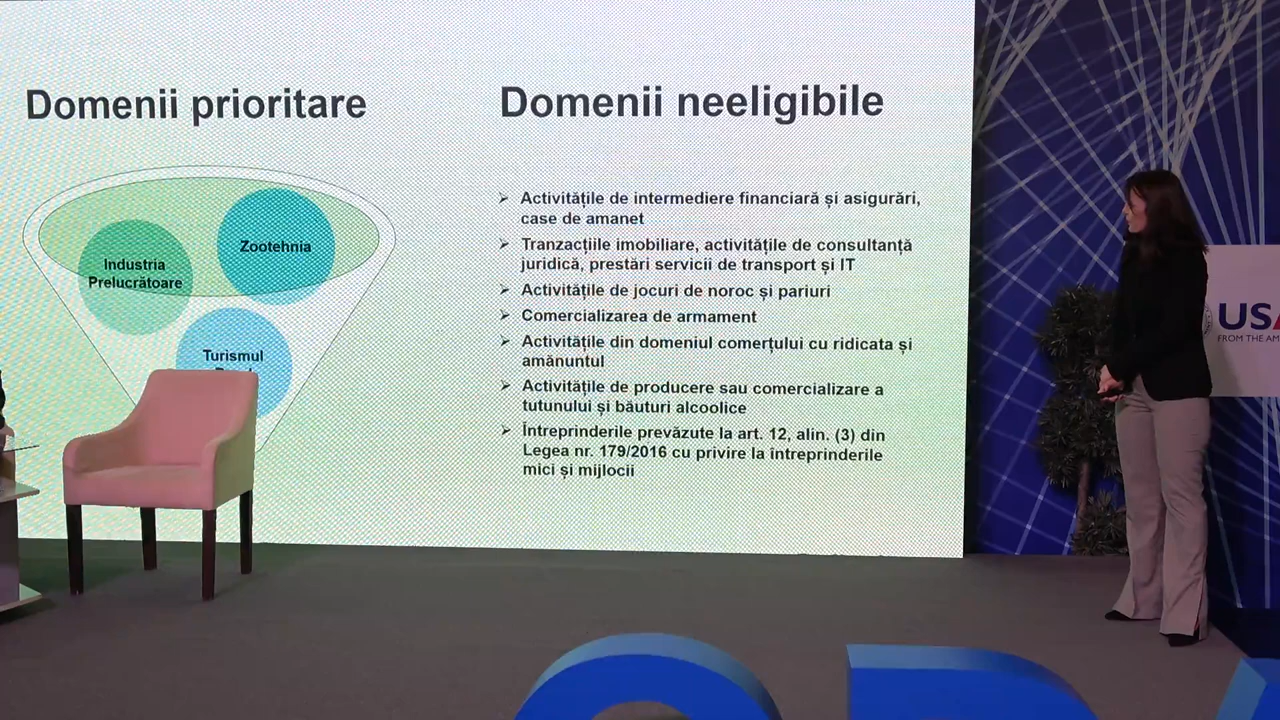 Domenii prioritare
Zootehnia
Industria
Prelucrătoare
Turismul
Domenii neeligibile
Activitățile de intermediere financiară și asigurări,
case de amanet
Tranzacțiile imobiliare, activitățile de consultanță
juridică, prestări servicii de transport și IT
Activitățile de jocuri de noroc și pariuri
Comercializarea de armament
Activitățile din domeniul comerțului cu ridicata și
amănuntul
Activitățile de producere sau comercializare a
tutunului și băuturi alcoolice
Întreprinderile prevăzute la art. 12, alin. (3) din
Legea nr. 179/2016 cu privire la întreprinderile
mici și mijlocii
USA
FROM THE AM